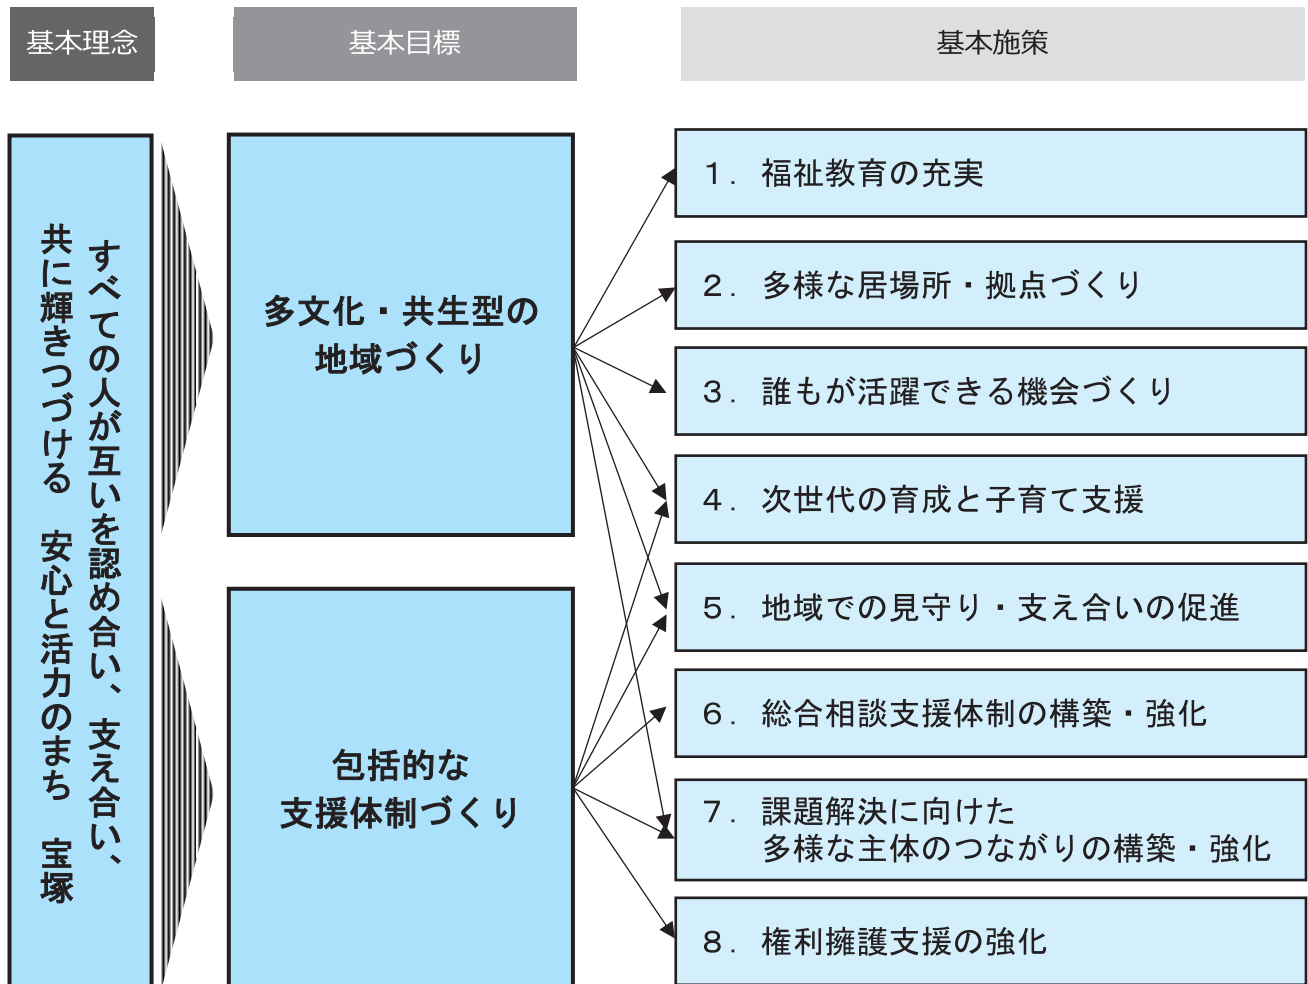 基本理念
基本目標
基本施策
すべての人が互いを認め合い、支え合い、
共に輝きつづける　安心と活力のまち　宝塚
多文化・共生型の
地域づくり
包括的な
支援体制づくり
１．福祉教育の充実
２．多様な居場所・拠点づくり
３．誰もが活躍できる機会づくり
４．次世代の育成と子育て支援
５．地域での見守り・支え合いの促進
６．総合相談支援体制の構築・強化
７．課題解決に向けた
多様な主体のつながりの構築・強化
８．権利擁護支援の強化